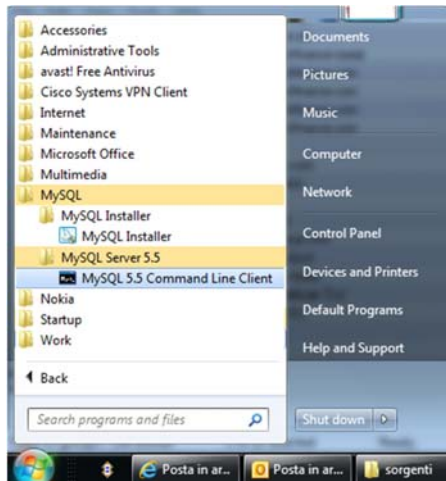 Accessories
Administrative Tools
avast! Free Antivirus
Cisco Systems VPN Client
Internet
Maintenance
Microsoft Office
Multimedia
MySQL
MySQL Installer
MySQL Installer
MySQL Server 5.5
MySQL 5.5 Command Line Client
Nokia
Startup
Work
Back
Search programs and files
Documents
Pictures
Music
Computer
Network
Control Panel
Devices and Printers
Default Programs
Help and Support
Shut down
Posta in ar...
Posta in ar...
sorgenti